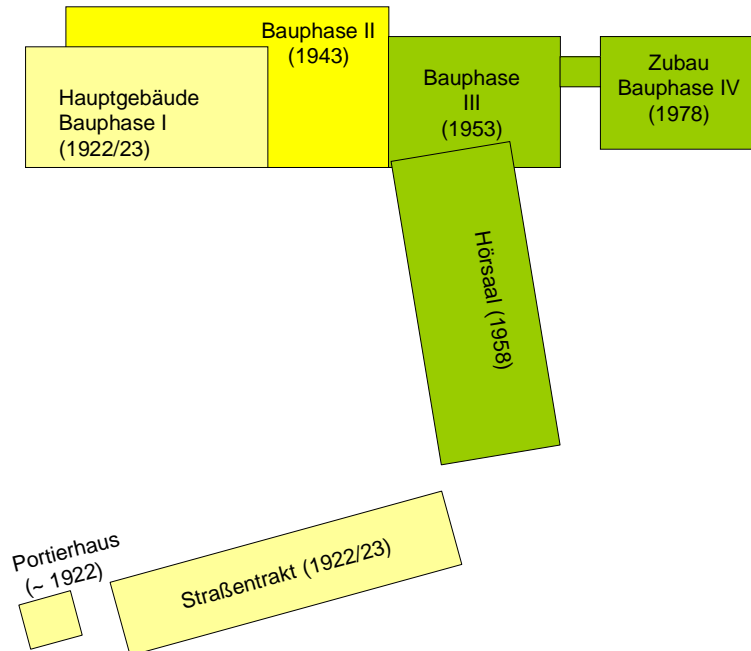 Bauphase II
(1943)
Hauptgebäude
Bauphase I
(1922/23)
Bauphase
III
(1953)
Zubau
Bauphase IV
(1978)
Hörsaal (1958)
Portierhaus
(~ 1922)
Straßentrakt (1922/23)